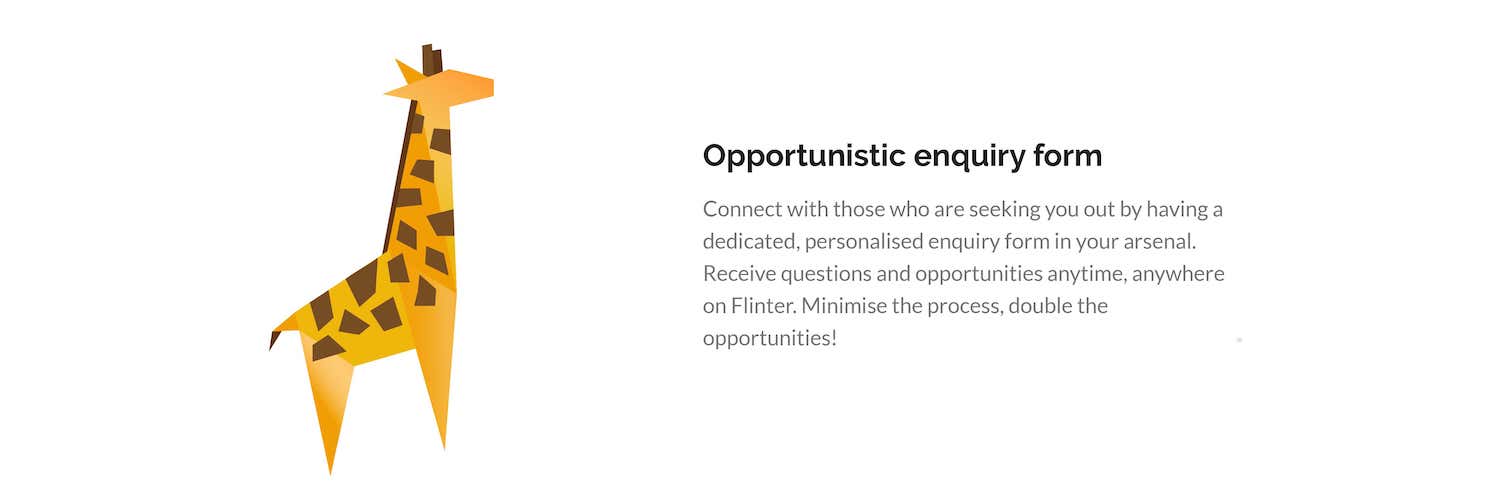 Opportunistic enquiry form
Connect with those who are seeking you out by having a
dedicated, personalised enquiry form in your arsenal.
Receive questions and opportunities anytime, anywhere
on Flinter. Minimise the process, double the
opportunities!